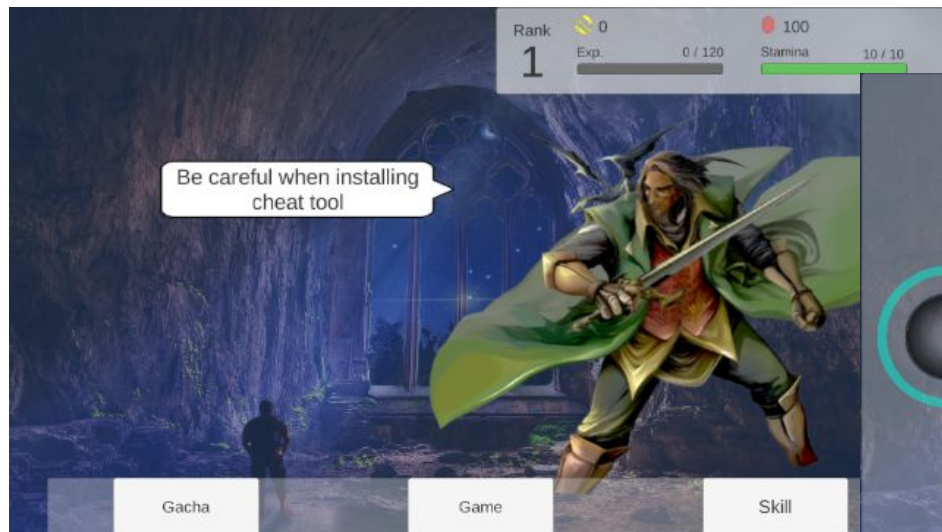 Rank
1
0
100
Exp.
0 / 120
Stamina
10 / 10
Be careful when installing
cheat tool
Gacha
Game
Skill